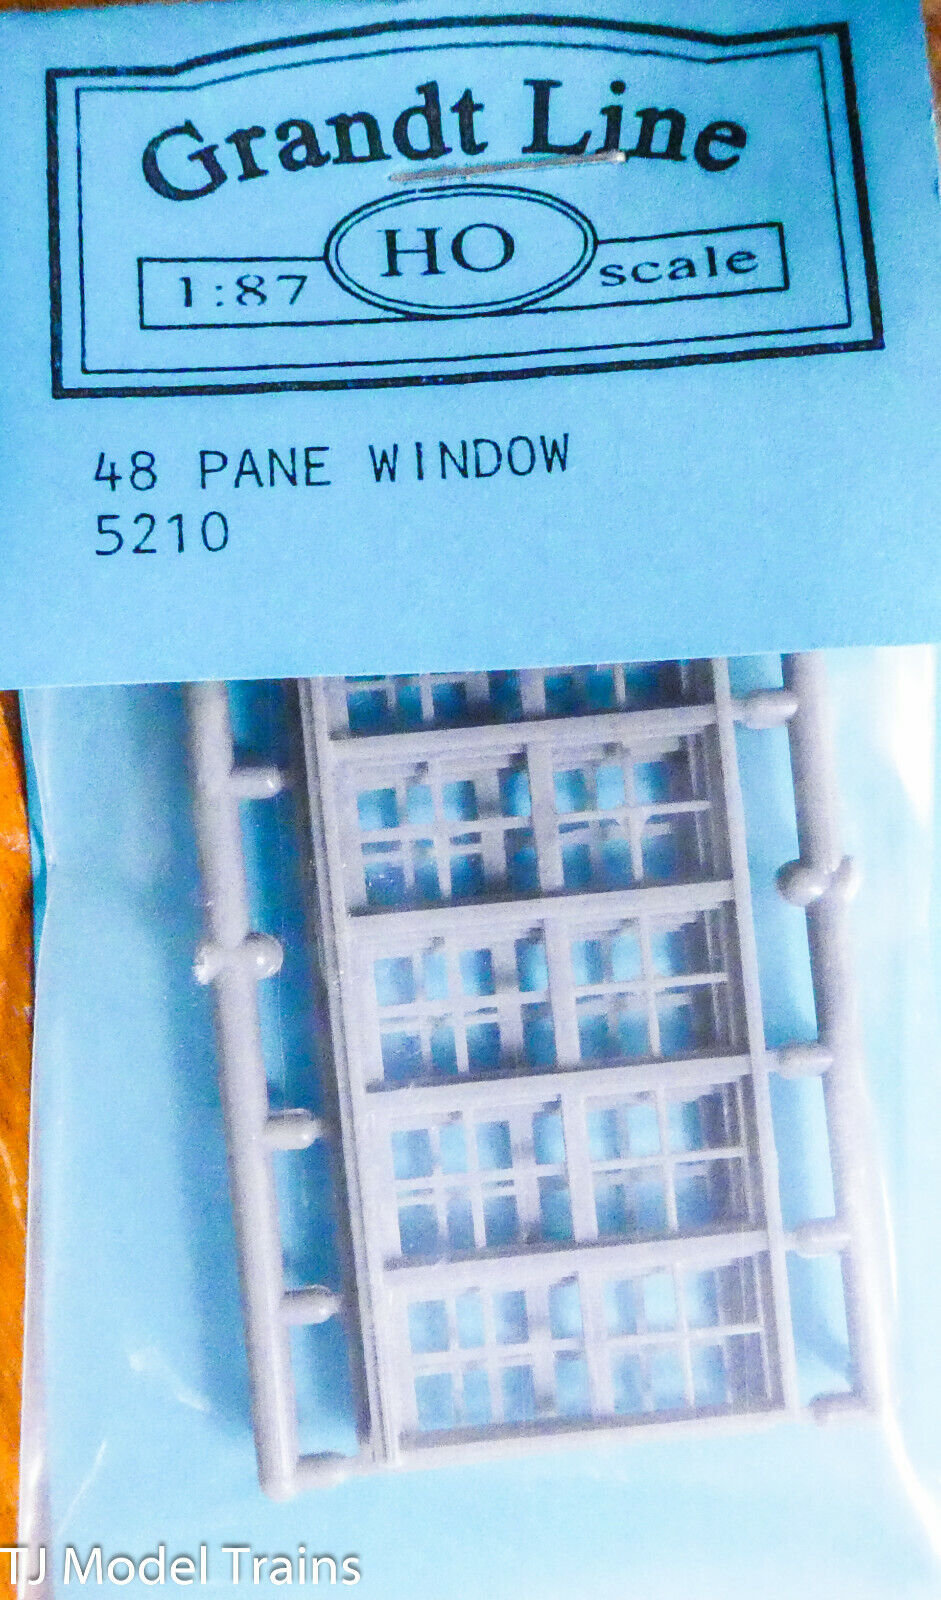 Grandt Line
1:87 HO scale
48 PANE WINDOW
5210
TJ Model Trains